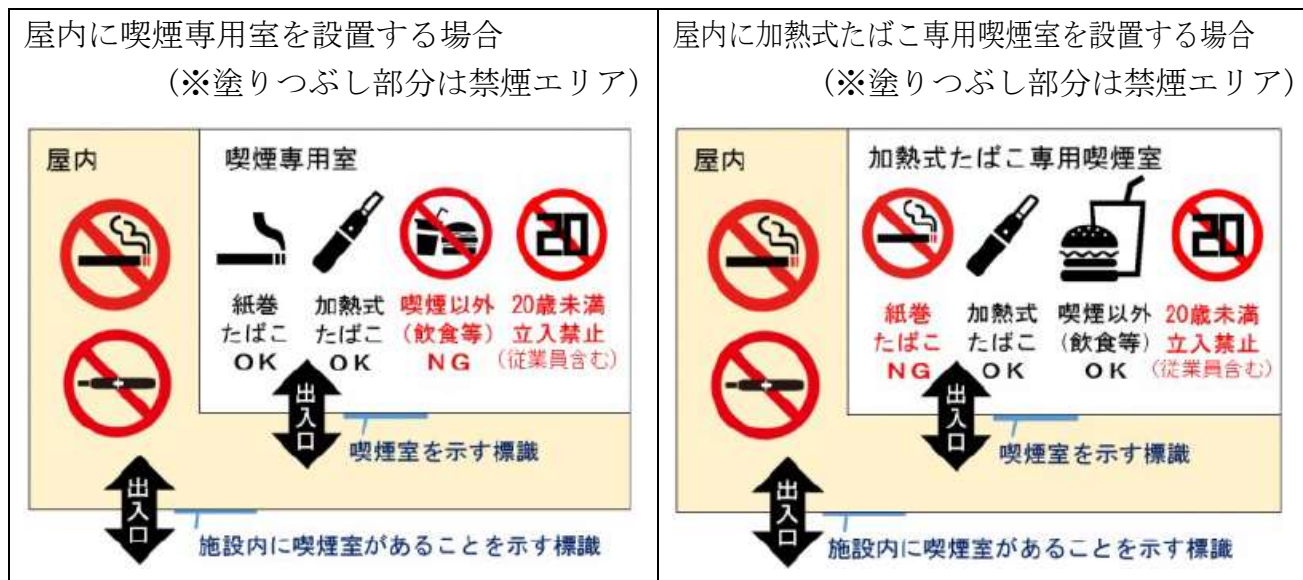 屋内に喫煙専用室を設置する場合
（※塗りつぶし部分は禁煙エリア）
屋内
喫煙専用室
20
紙巻
たばこ
OK
加熱式
たばこ
OK
喫煙以外
（飲食等）
NG
20歳未満
立入禁止
（従業員含む）
出入口
喫煙室を示す標識
出入口
施設内に喫煙室があることを示す標識
屋内に加熱式たばこ専用喫煙室を設置する場合
（※塗りつぶし部分は禁煙エリア）
屋内
加熱式たばこ専用喫煙室
20
紙巻
たばこ
NG
加熱式
たばこ
OK
喫煙以外
（飲食等）
OK
20歳未満
立入禁止
（従業員含む）
出入口
喫煙室を示す標識
出入口
施設内に喫煙室があることを示す標識